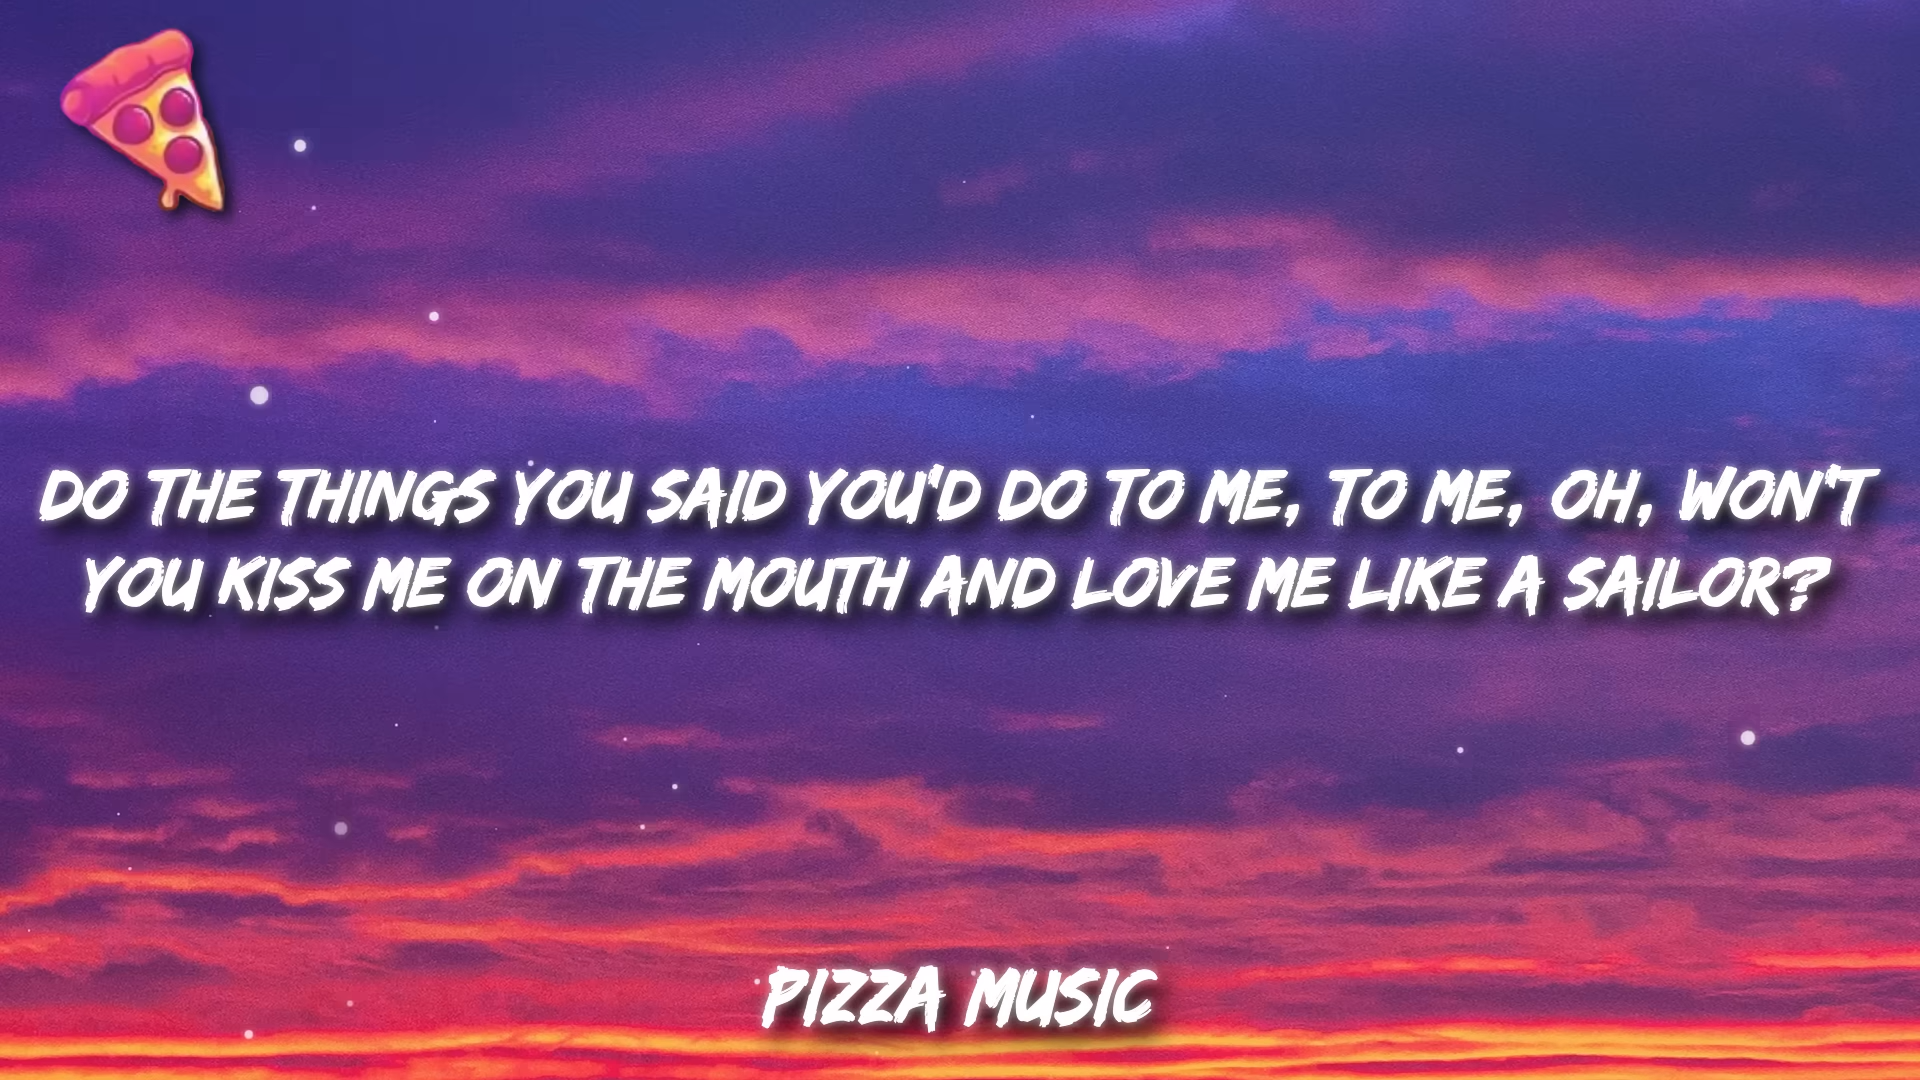 DO THE THINGS YOU SAID YOU'D DO TO ME, TO ME, OH, WON'T
YOU KISS ME ON THE MOUTH AND LOVE ME LIKE A SAILOR?
PIZZA MUSIC